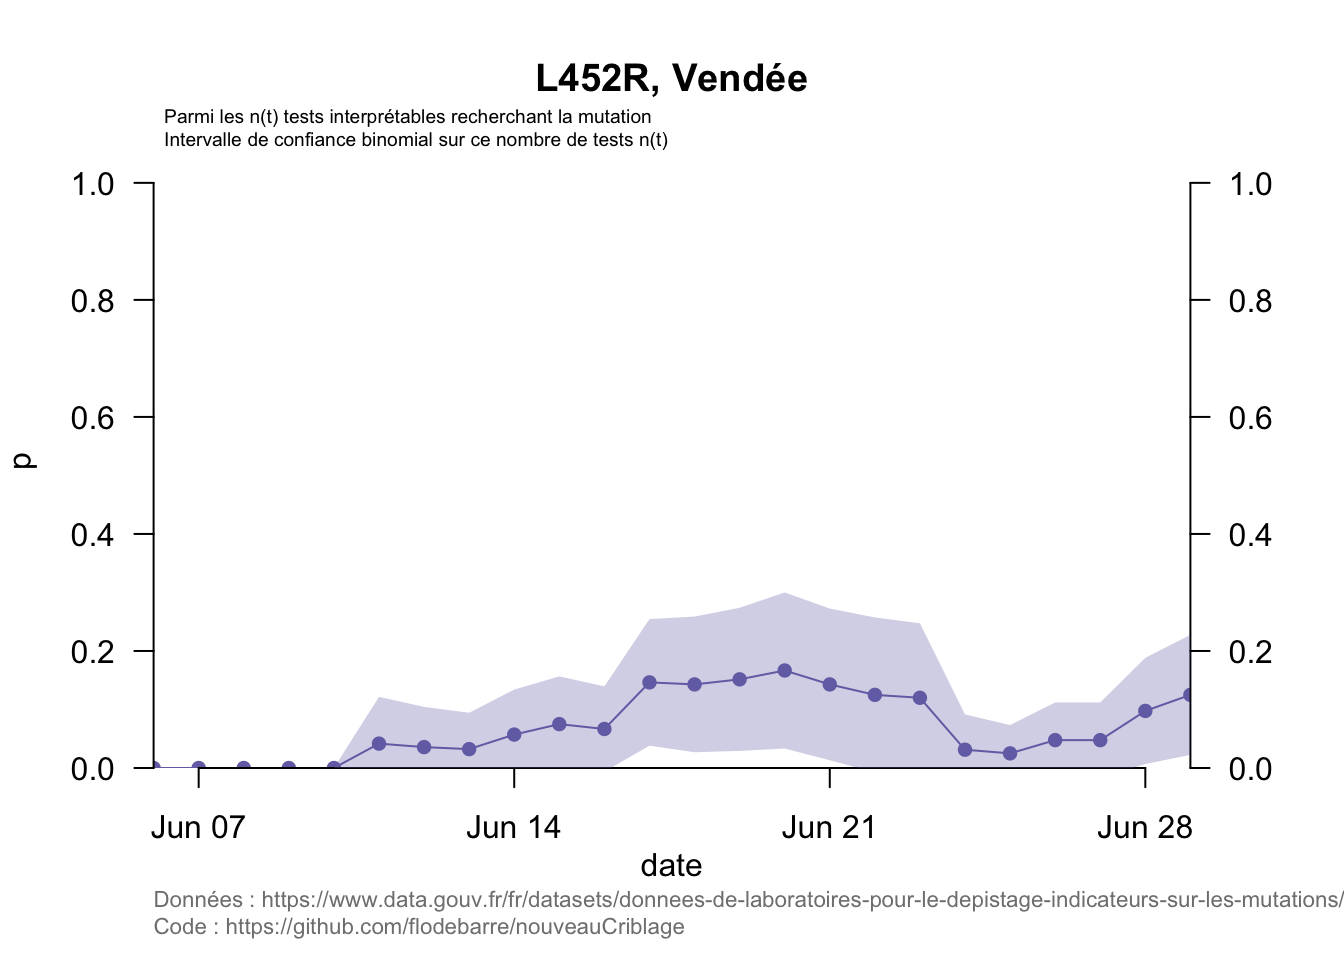 L452R, Vendée
Parmi les n(t) tests interprétables recherchant la mutation
Intervalle de confiance binomial sur ce nombre de tests n(t)
1.0
0.8
0.6
0.4
0.2
0.0
p
1.0
0.8
0.6
0.4
0.2
0.0
Jun 07 Jun 14 Jun 21 Jun 28
date
Données : https://www.data.gouv.fr/fr/datasets/donnees-de-laboratoires-pour-le-depistage-indicateurs-sur-les-mutations/
Code : https://github.com/flodebarre/nouveauCriblage